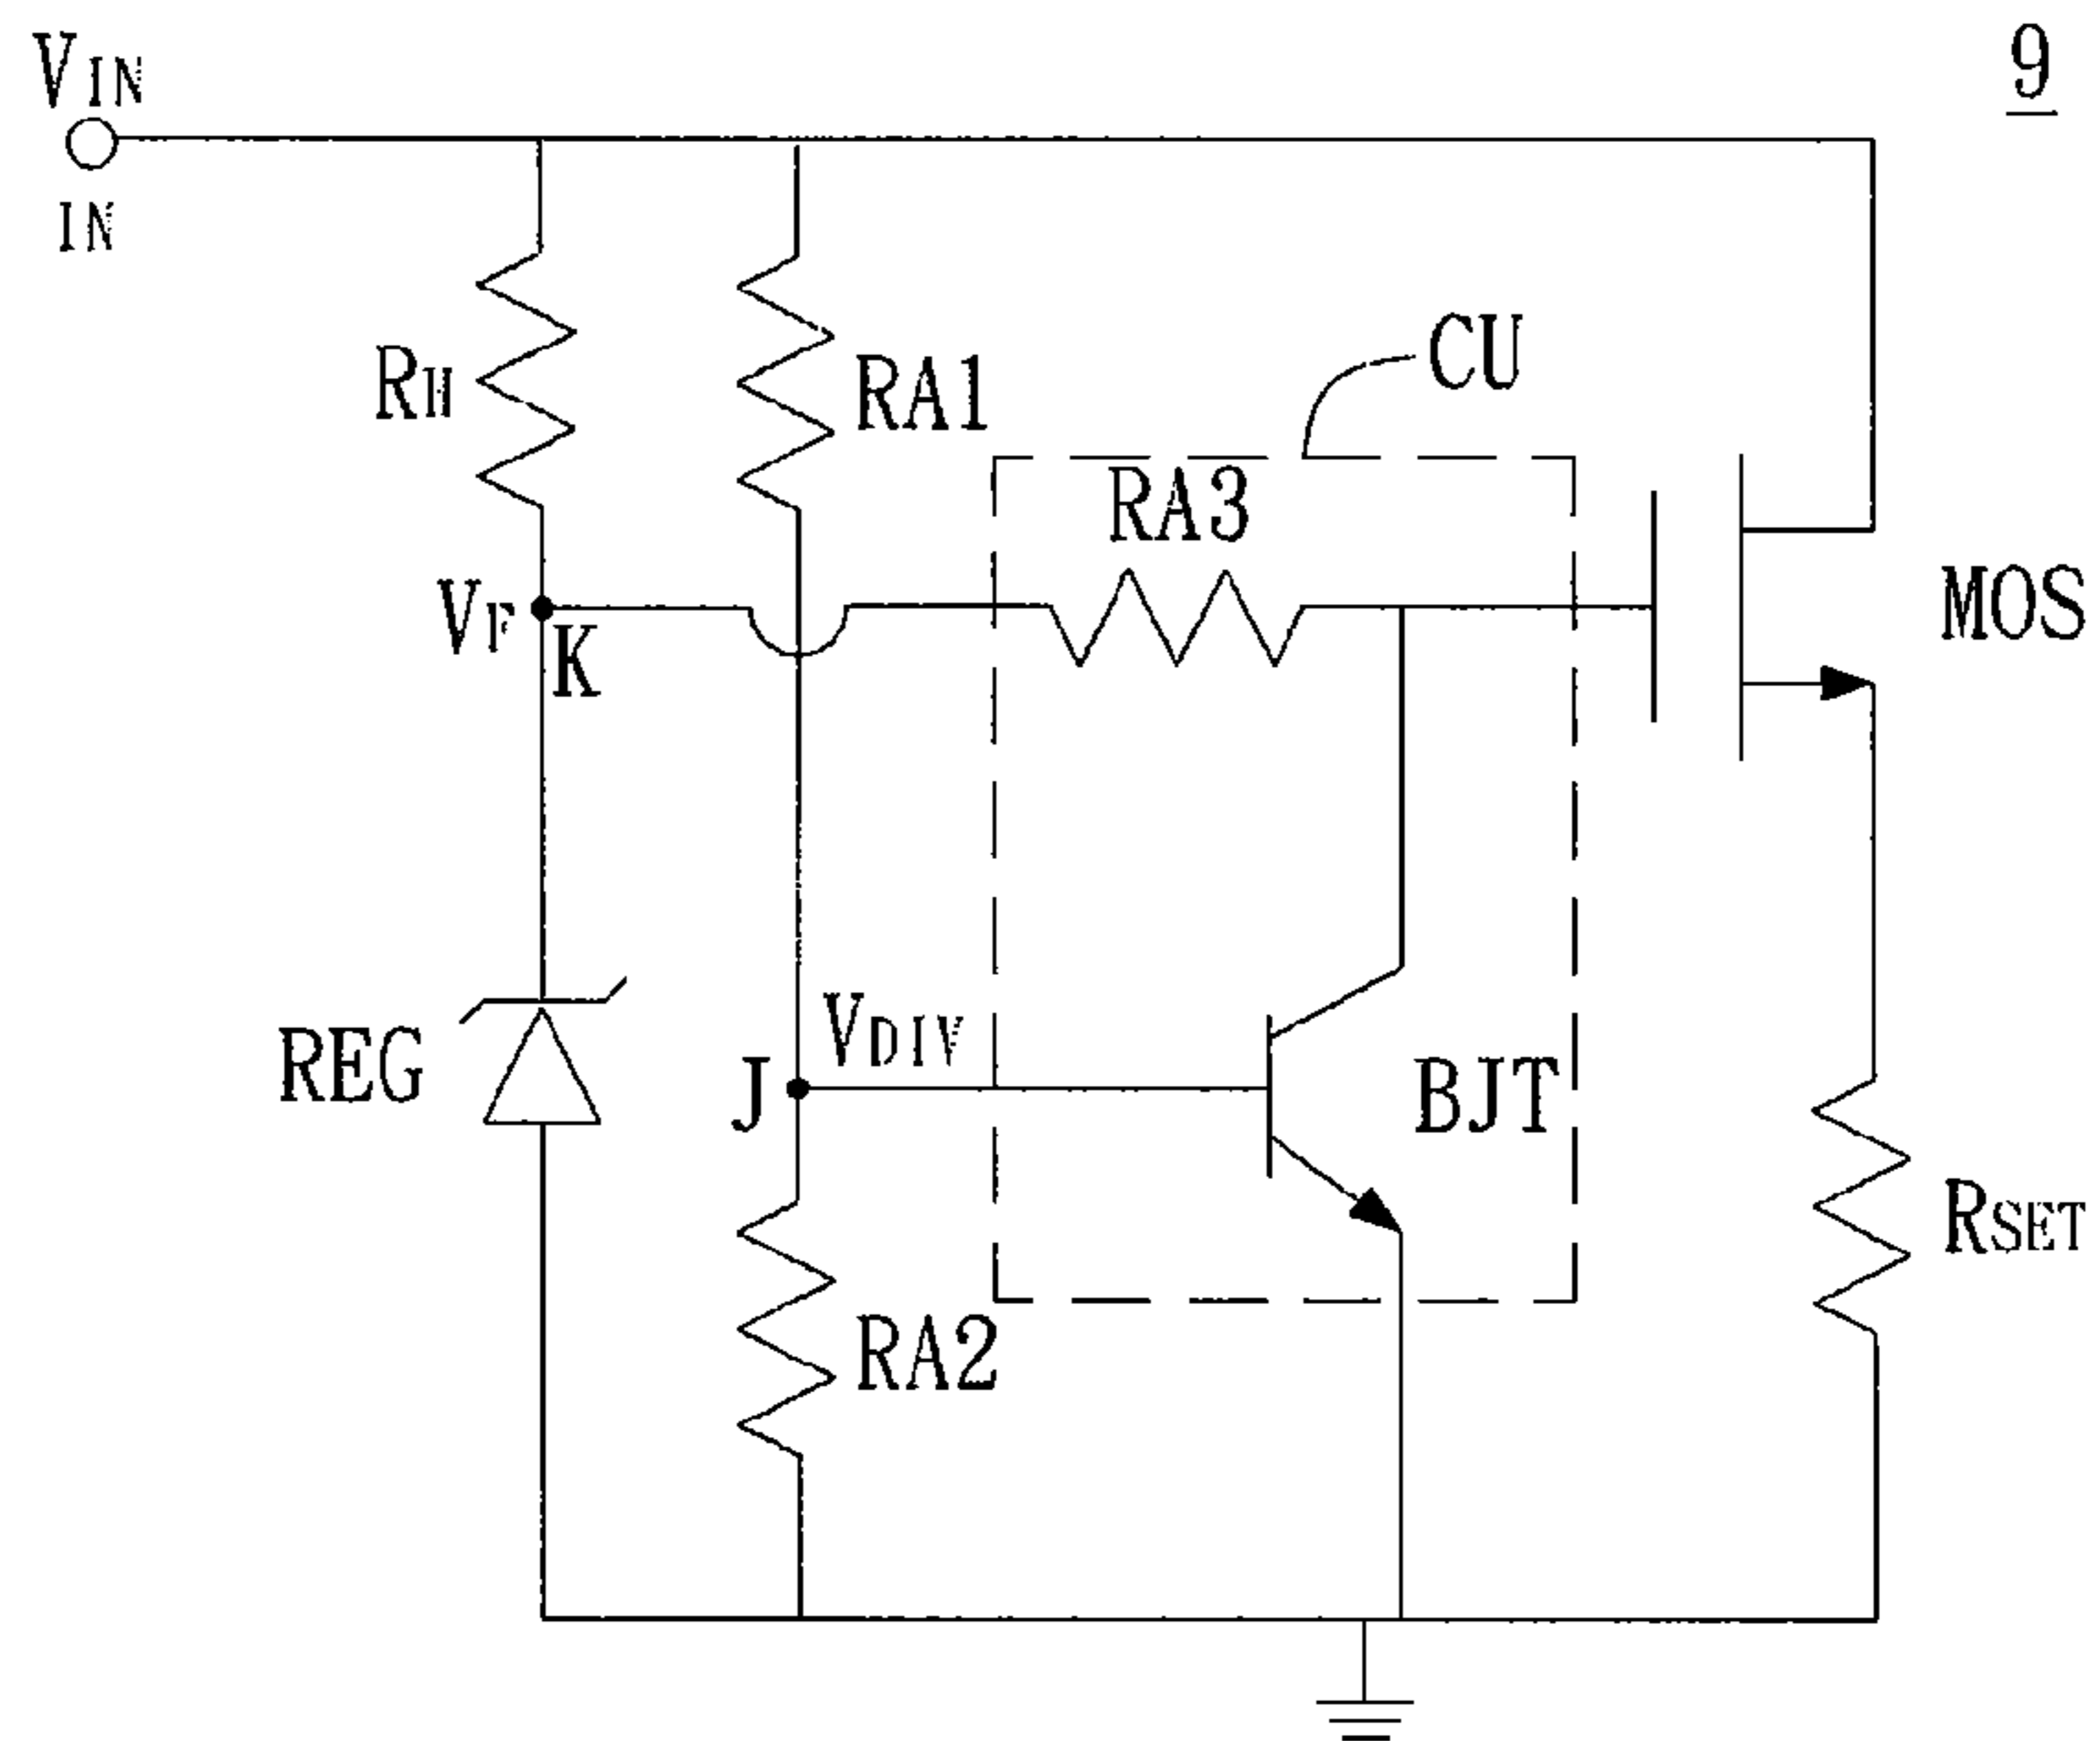 VIN
9
IN
RH
RA1
CU
RA3
VF
K
MOS
REG
J
VDIV
BJT
RSET
RA2